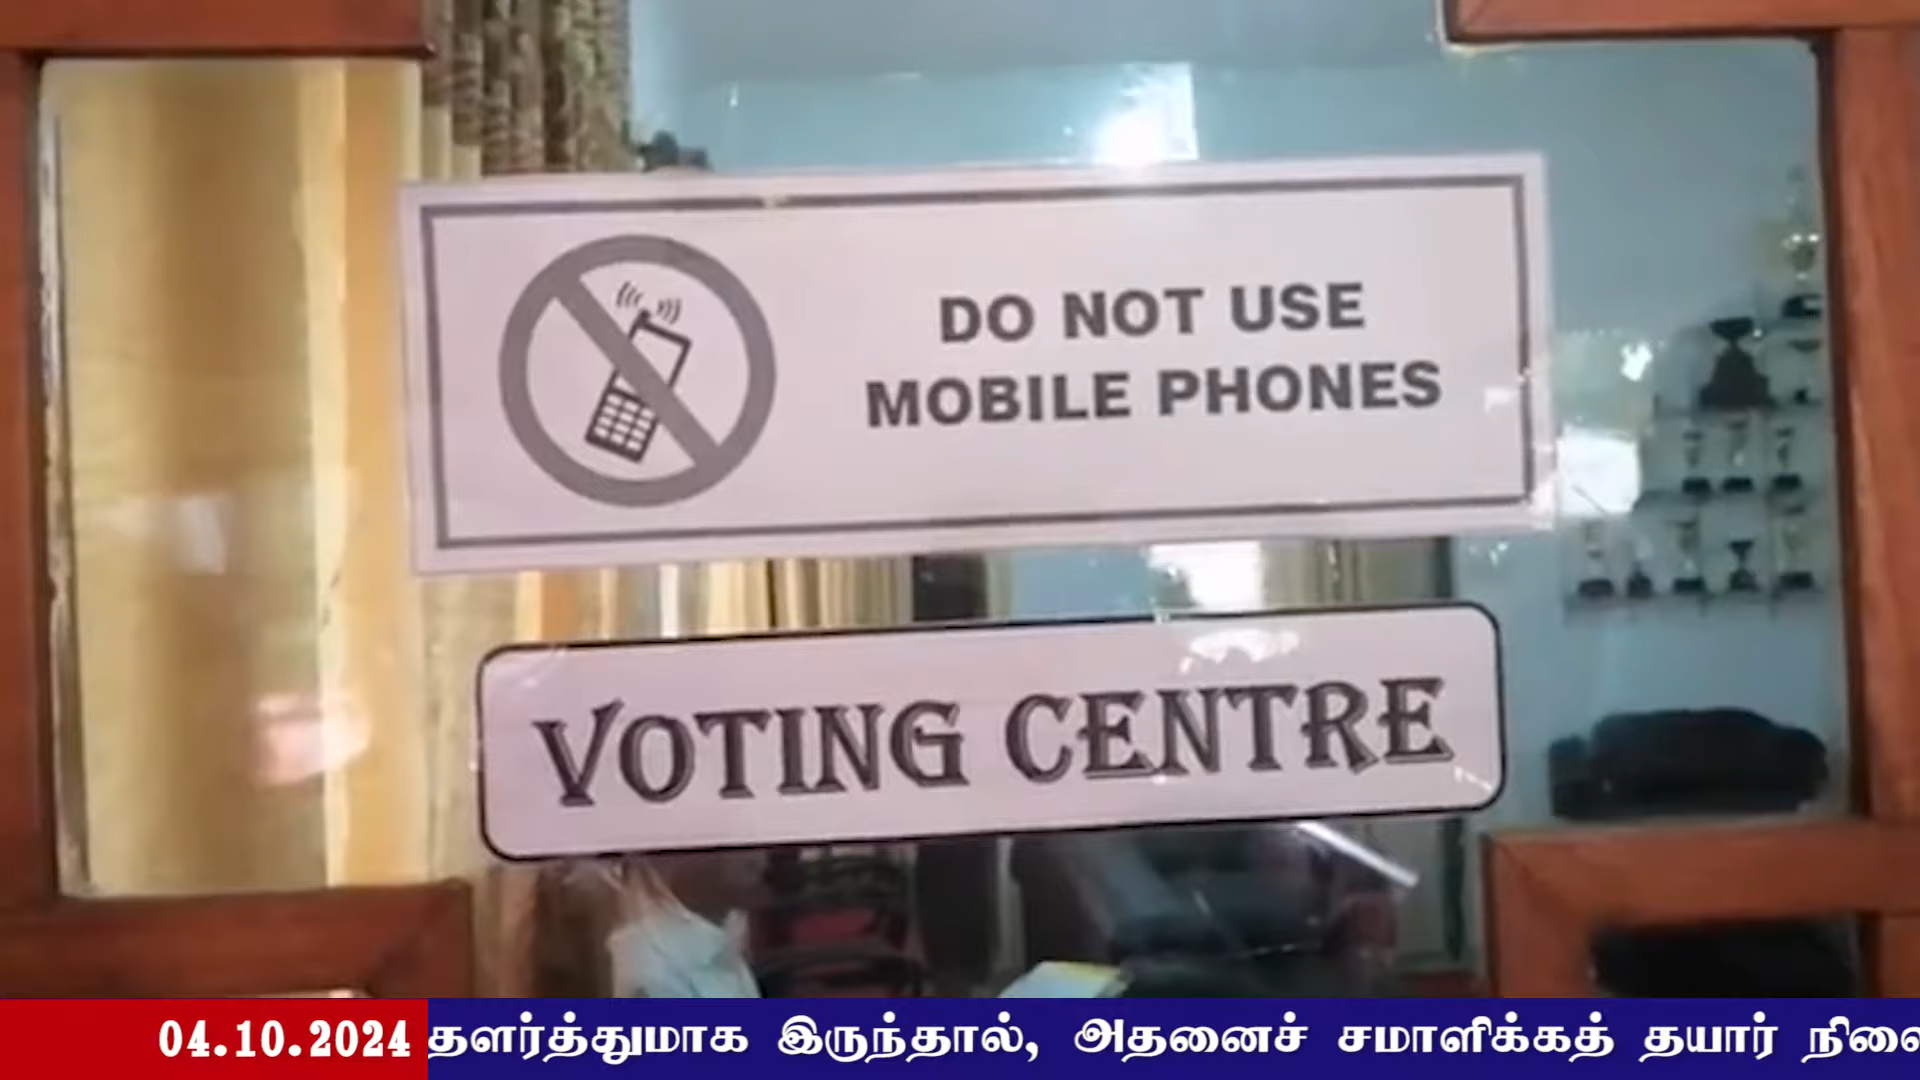 DO NOT USE
MOBILE PHONES
VOTING CENTRE
04.10.2024 தளர்த்துமாக இருந்தால், அதனைச் சமாளிக்கத் தயார்